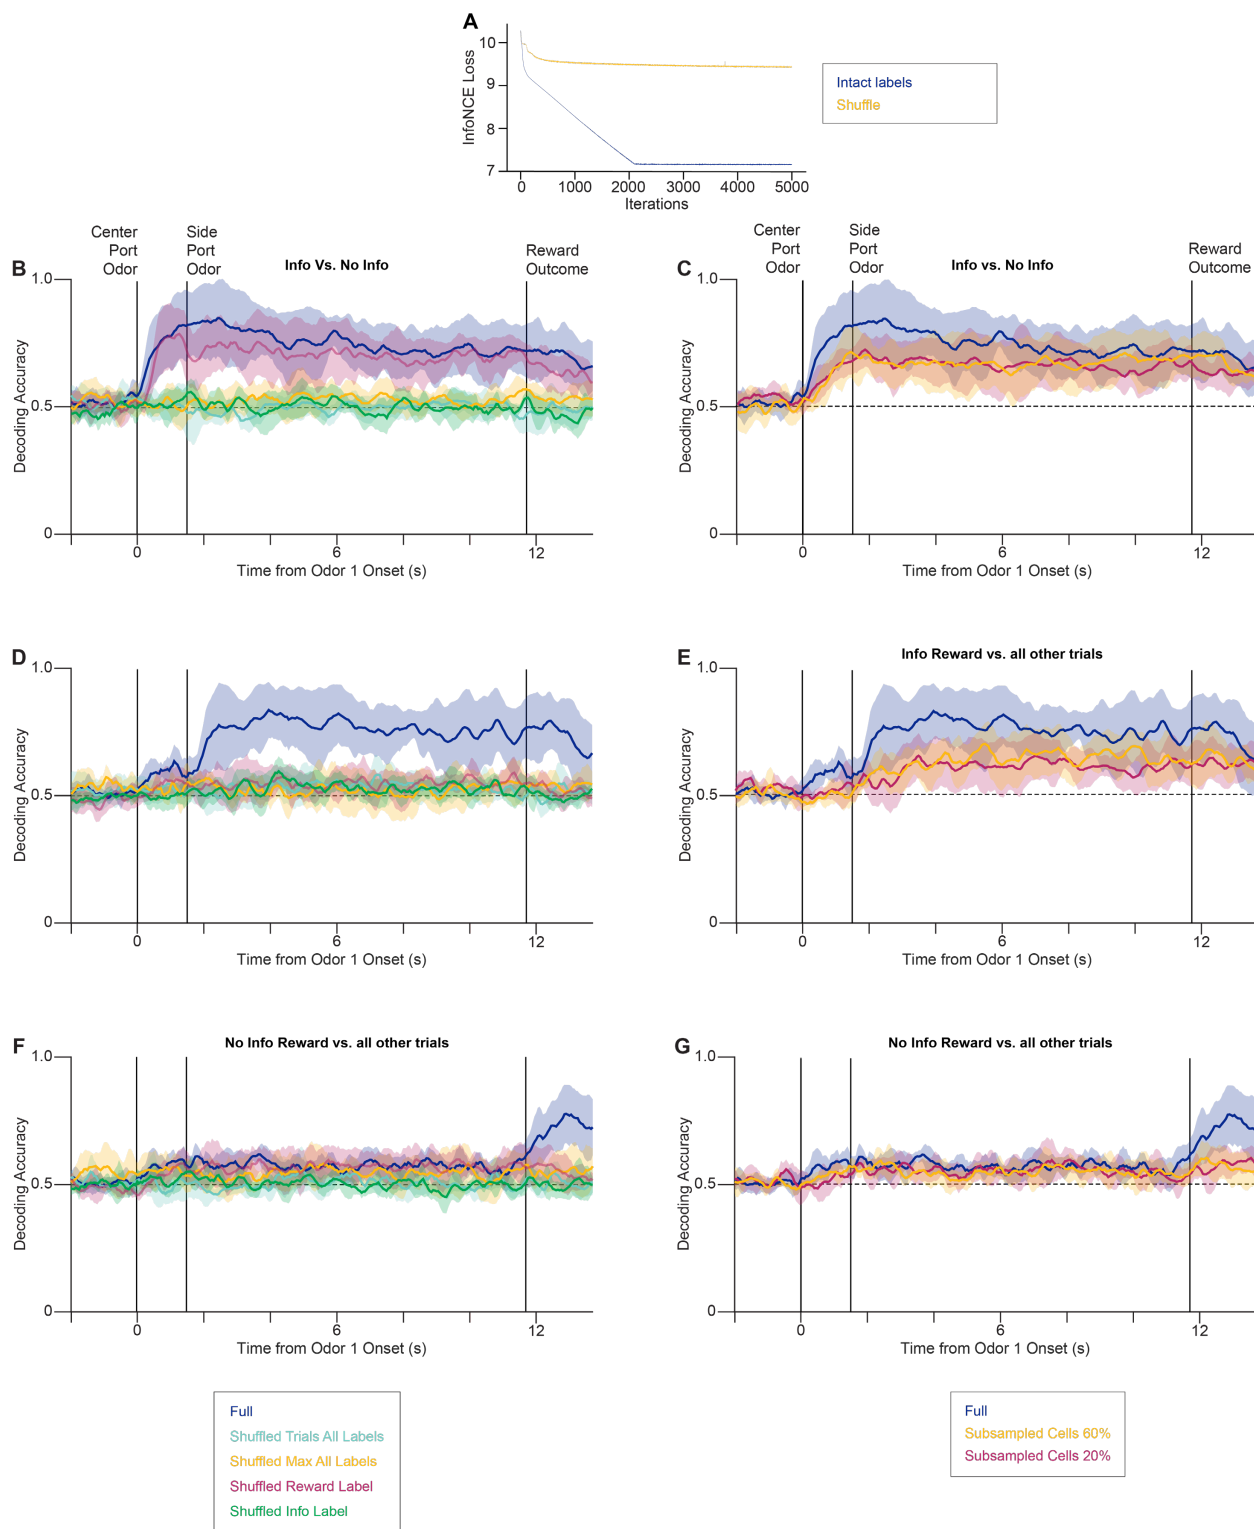 A
InfoNCE Loss
10
9
8
7
0 1000 2000 3000 4000 5000
Iterations
Intact labels
Shuffle
B
Center
Port
Odor
Side
Port
Odor
Info Vs. No Info
Reward
Outcome
Decoding Accuracy
1.0
0.5
0
0 6 12
Time from Odor 1 Onset (s)
C
Center
Port
Odor
Side
Port
Odor
Info vs. No Info
Reward
Outcome
Decoding Accuracy
1.0
0.5
0
0 6 12
Time from Odor 1 Onset (s)
D
Decoding Accuracy
1.0
0.5
0
0 6 12
Time from Odor 1 Onset (s)
E
Info Reward vs. all other trials
Decoding Accuracy
1.0
0.5
0
0 6 12
Time from Odor 1 Onset (s)
F
No Info Reward vs. all other trials
Decoding Accuracy
1.0
0.5
0
0 6 12
Time from Odor 1 Onset (s)
G
No Info Reward vs. all other trials
Decoding Accuracy
1.0
0.5
0
0 6 12
Time from Odor 1 Onset (s)
Full
Shuffled Trials All Labels
Shuffled Max All Labels
Shuffled Reward Label
Shuffled Info Label
Full
Subsampled Cells 60%
Subsampled Cells 20%